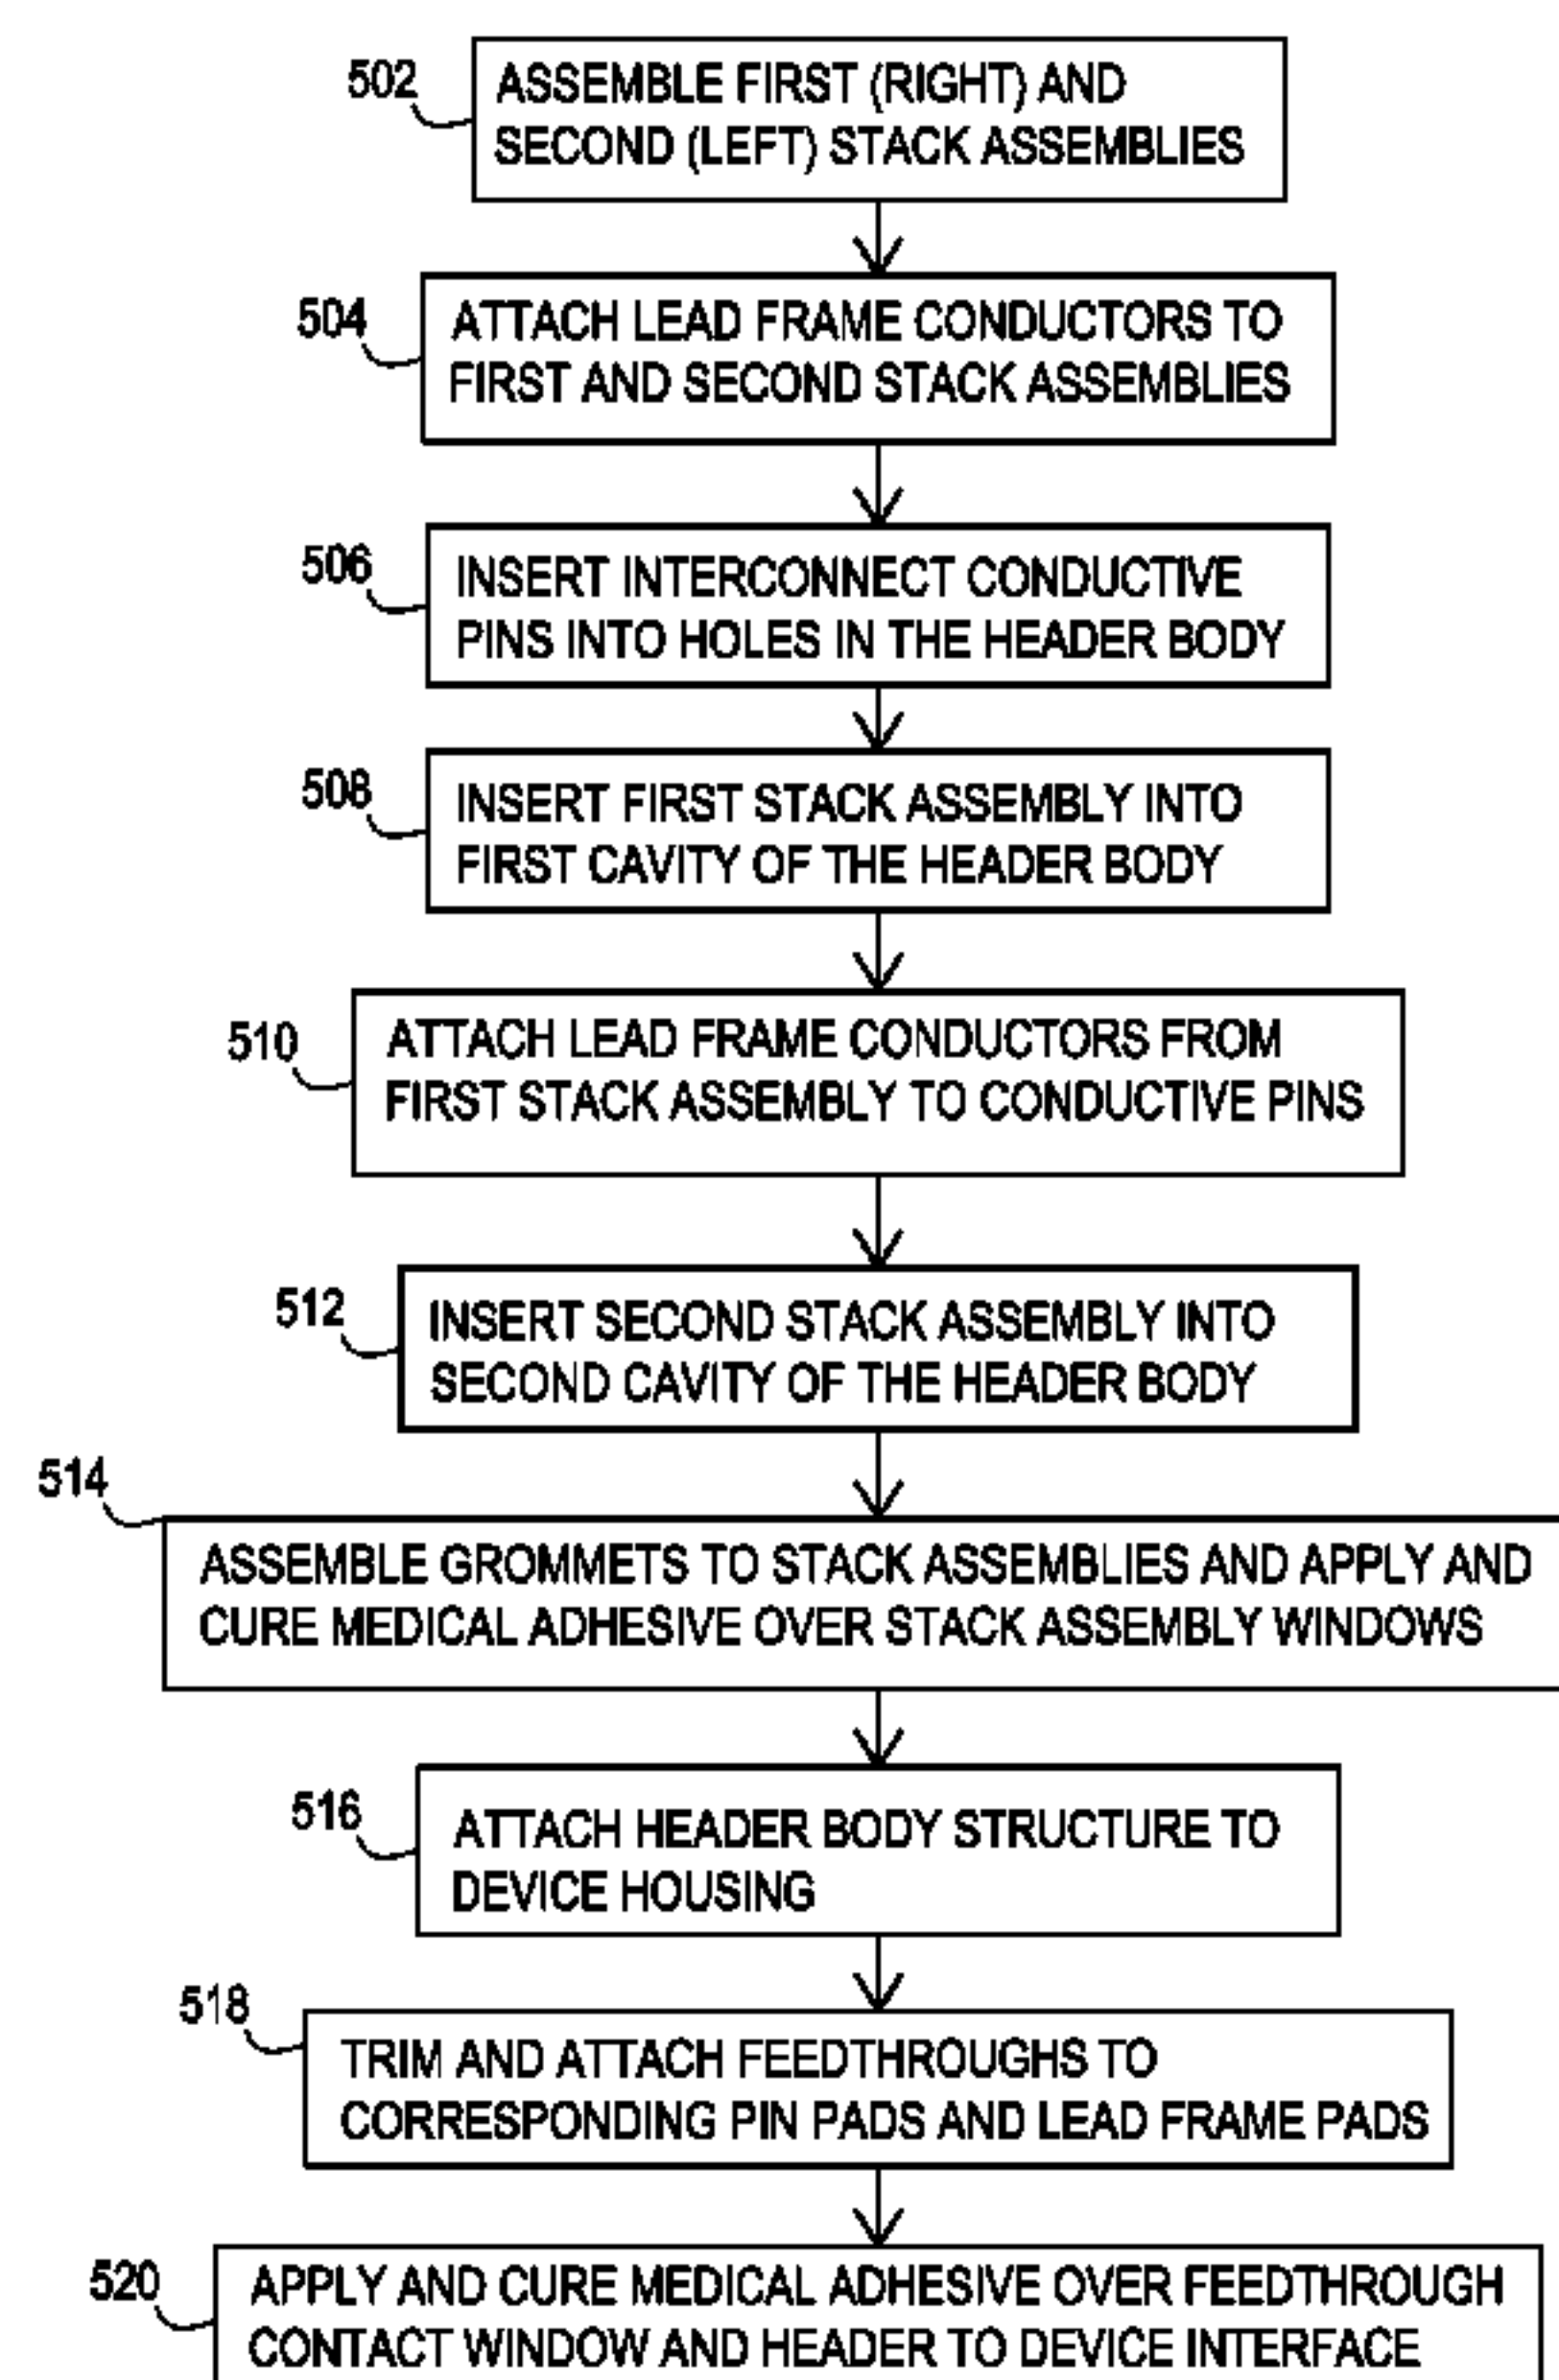 502
ASSEMBLE FIRST (RIGHT) AND
SECOND (LEFT) STACK ASSEMBLIES
504
ATTACH LEAD FRAME CONDUCTORS TO
FIRST AND SECOND STACK ASSEMBLIES
506
INSERT INTERCONNECT CONDUCTIVE
PINS INTO HOLES IN THE HEADER BODY
508
INSERT FIRST STACK ASSEMBLY INTO
FIRST CAVITY OF THE HEADER BODY
510
ATTACH LEAD FRAME CONDUCTORS FROM
FIRST STACK ASSEMBLY TO CONDUCTIVE PINS
512
INSERT SECOND STACK ASSEMBLY INTO
SECOND CAVITY OF THE HEADER BODY
514
ASSEMBLE GROMMETS TO STACK ASSEMBLIES AND APPLY AND
CURE MEDICAL ADHESIVE OVER STACK ASSEMBLY WINDOWS
516
ATTACH HEADER BODY STRUCTURE TO
DEVICE HOUSING
518
TRIM AND ATTACH FEEDTHROUGHS TO
CORRESPONDING PIN PADS AND LEAD FRAME PADS
520
APPLY AND CURE MEDICAL ADHESIVE OVER FEEDTHROUGH
CONTACT WINDOW AND HEADER TO DEVICE INTERFACE